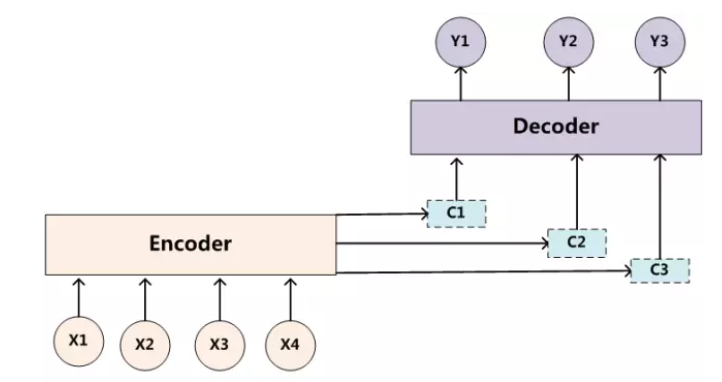 Y1 Y2 Y3
Decoder
C1
Encoder
C2
C3
X1 X2 X3 X4